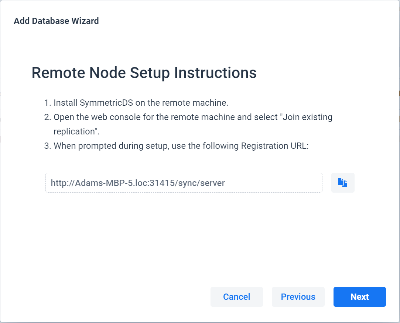 Add Database Wizard
Remote Node Setup Instructions
1. Install SymmetricDS on the remote machine.
2. Open the web console for the remote machine and select "Join existing
replication".
3. When prompted during setup, use the following Registration URL:
http://Adams-MBP-5.loc:31415/sync/server
Cancel Previous Next